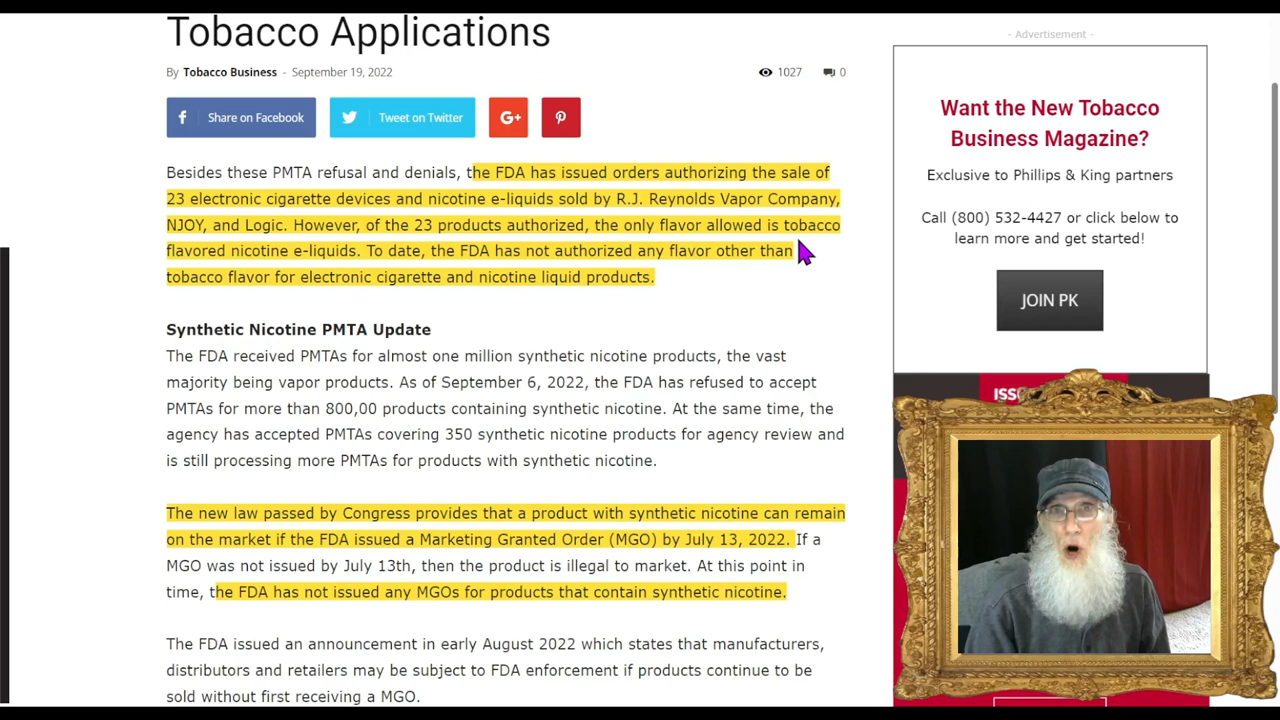 Tobacco Applications
By Tobacco Business - September 19, 2022
1027
0
Share on Facebook
Tweet on Twitter
G+
Besides these PMTA refusal and denials, the FDA has issued orders authorizing the sale of
23 electronic cigarette devices and nicotine e-liquids sold by R.J. Reynolds Vapor Company,
NJOY, and Logic. However, of the 23 products authorized, the only flavor allowed is tobacco
flavored nicotine e-liquids. To date, the FDA has not authorized any flavor other than
tobacco flavor for electronic cigarette and nicotine liquid products.
Synthetic Nicotine PMTA Update
The FDA received PMTAs for almost one million synthetic nicotine products, the vast
majority being vapor products. As of September 6, 2022, the FDA has refused to accept
PMTAs for more than 800,00 products containing synthetic nicotine. At the same time, the
agency has accepted PMTAs covering 350 synthetic nicotine products for agency review and
is still processing more PMTAs for products with synthetic nicotine.
The new law passed by Congress provides that a product with synthetic nicotine can remain
on the market if the FDA issued a Marketing Granted Order (MGO) by July 13, 2022. If a
MGO was not issued by July 13th, then the product is illegal to market. At this point in
time, the FDA has not issued any MGOs for products that contain synthetic nicotine.
The FDA issued an announcement in early August 2022 which states that manufacturers,
distributors and retailers may be subject to FDA enforcement if products continue to be
sold without first receiving a MGO.
- Advertisement -
Want the New Tobacco
Business Magazine?
Exclusive to Phillips & King partners
Call (800) 532-4427 or click below to
learn more and get started!
JOIN PK